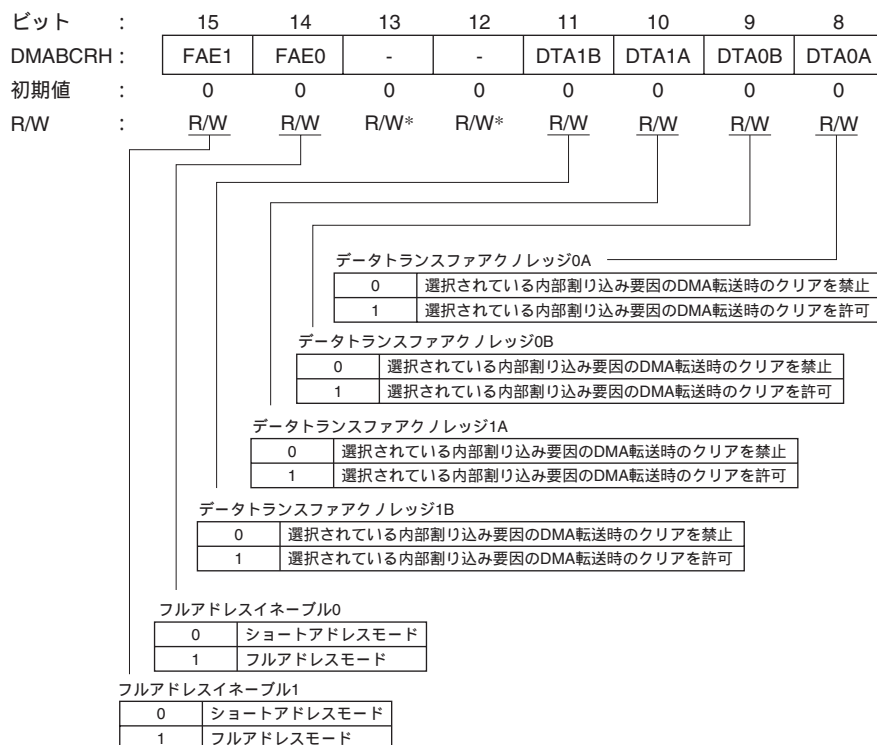 ビット : 15 14 13 12 11 10 9 8
DMABCRH : FAE1 FAE0 - - DTA1B DTA1A DTA0B DTA0A
初期値 : 0 0 0 0 0 0 0 0
R/W : R/W R/W R/W* R/W* R/W R/W R/W R/W
データトランスファアクノレッジ0A
0 選択されている内部割り込み要因のDMA転送時のクリアを禁止
1 選択されている内部割り込み要因のDMA転送時のクリアを許可
データトランスファアクノレッジ0B
0 選択されている内部割り込み要因のDMA転送時のクリアを禁止
1 選択されている内部割り込み要因のDMA転送時のクリアを許可
データトランスファアクノレッジ1A
0 選択されている内部割り込み要因のDMA転送時のクリアを禁止
1 選択されている内部割り込み要因のDMA転送時のクリアを許可
データトランスファアクノレッジ1B
0 選択されている内部割り込み要因のDMA転送時のクリアを禁止
1 選択されている内部割り込み要因のDMA転送時のクリアを許可
フルアドレスイネーブル0
0 ショートアドレスモード
1 フルアドレスモード
フルアドレスイネーブル1
0 ショートアドレスモード
1 フルアドレスモード